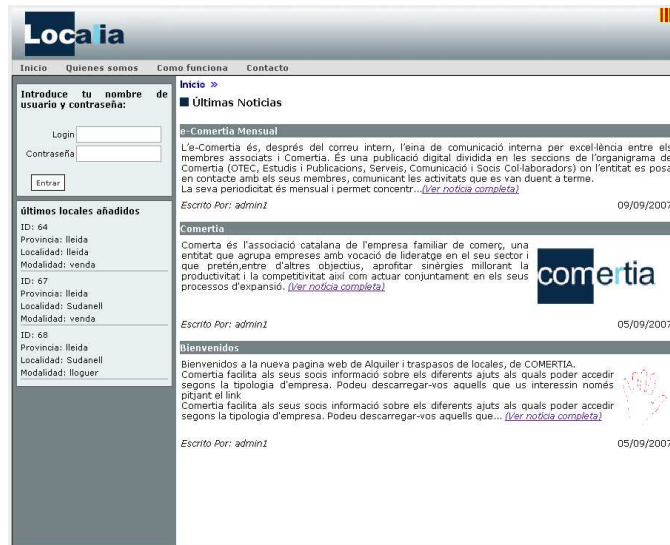 Localia
Inicio Quienes somos Como funciona Contacto
Introduce tu nombre de
usuario y contraseña:
Login
Contraseña
Entrar
últimos locales añadidos
ID: 64
Provincia: lleida
Localidad: lleida
Modalidad: venda
ID: 67
Provincia: lleida
Localidad: Sudanell
Modalidad: venda
ID: 68
Provincia: lleida
Localidad: Sudanell
Modalidad: lloguer
Inicio »
Últimas Noticias
e-Comertia Mensual
L'e-Comertia és, després del correu intern, l'eina de comunicació interna per excel·lència entre els
membres associats i Comertia. És una publicació digital dividida en les seccions de l'organigrama de
Comertia (OTEC, Estudis i Publicacions, Serveis, Comunicació i Socis Col·laboradors) on l'entitat es posa
en contacte amb els seus membres, comunicant les activitats que es van duent a terme.
La seva periodicitat és mensual i permet concentr...(Ver noticia completa)
Escrito Por: admin1 09/09/2007
Comertia
Comerta és l'associació catalana de l'empresa familiar de comerç, una
entitat que agrupa empreses amb vocació de lideratge en el seu sector i
que pretén,entre d'altres objectius, aprofitar sinérgies millorant la
productivitat i la competitivitat així com actuar conjuntament en els seus
processos d'expansió. (Ver noticia completa)
comertia
Escrito Por: admin1 05/09/2007
Bienvenidos
Bienvenidos a la nueva pagina web de Alquiler i traspasos de locales, de COMERTIA.
Comertia facilita als seus socis informació sobre els diferents ajuts als quals poder accedir
segons la tipologia d'empresa. Podeu descarregar-vos aquells que us interessin només
pitjant el link
Comertia facilita als seus socis informació sobre els diferents ajuts als quals poder accedir
segons la tipologia d'empresa. Podeu descarregar-vos aquells que... (Ver noticia completa)
Escrito Por: admin1 05/09/2007